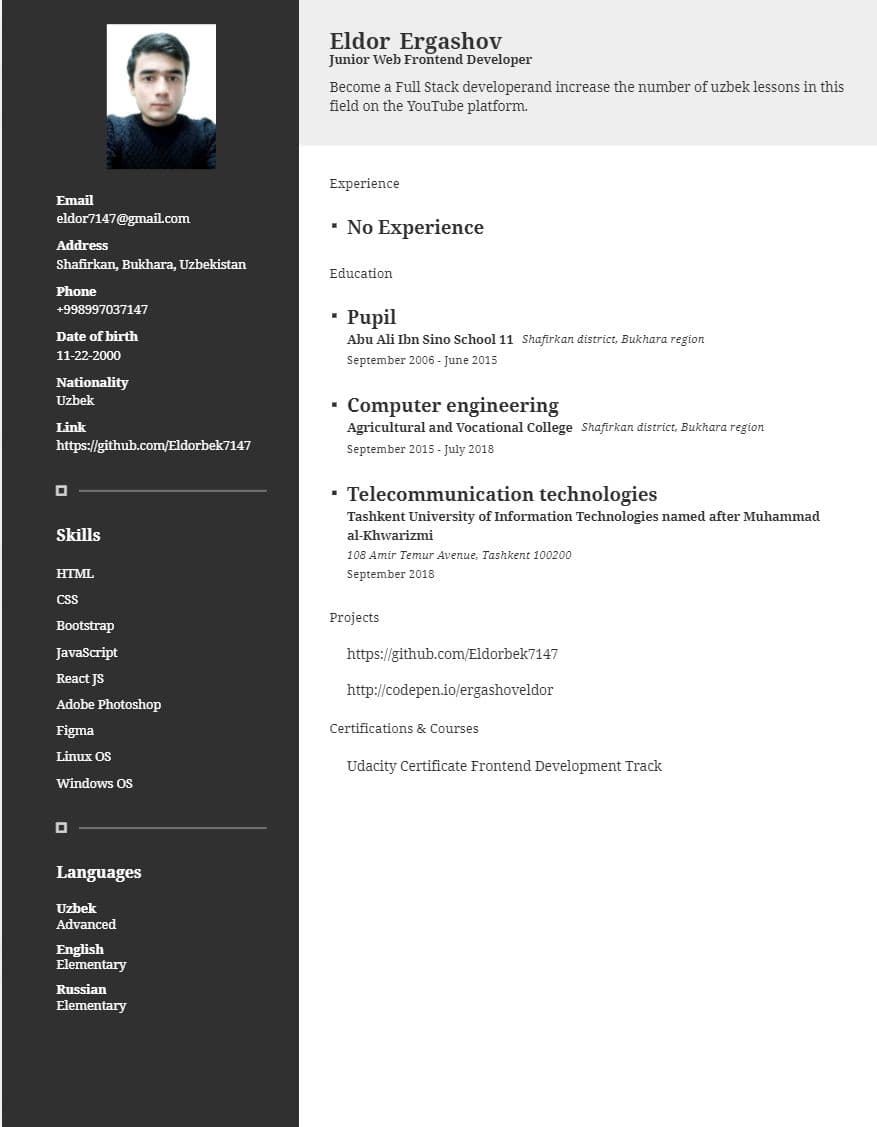 Email
eldor7147@gmail.com
Address
Shafirkan, Bukhara, Uzbekistan
Phone
+998997037147
Date of birth
11-22-2000
Nationality
Uzbek
Link
https://github.com/Eldorbek7147
Skills
HTML
CSS
Bootstrap
JavaScript
React JS
Adobe Photoshop
Figma
Linux OS
Windows OS
Languages
Uzbek
Advanced
English
Elementary
Russian
Elementary
Eldor Ergashov
Junior Web Frontend Developer
Become a Full Stack developerand increase the number of uzbek lessons in this
field on the YouTube platform.
Experience
▪ No Experience
Education
▪ Pupil
Abu Ali Ibn Sino School 11 Shafirkan district, Bukhara region
September 2006 - June 2015
▪ Computer engineering
Agricultural and Vocational College Shafirkan district, Bukhara region
September 2015 - July 2018
▪ Telecommunication technologies
Tashkent University of Information Technologies named after Muhammad
al-Khwarizmi
108 Amir Temur Avenue, Tashkent 100200
September 2018
Projects
https://github.com/Eldorbek7147
http://codepen.io/ergashoveldor
Certifications & Courses
Udacity Certificate Frontend Development Track